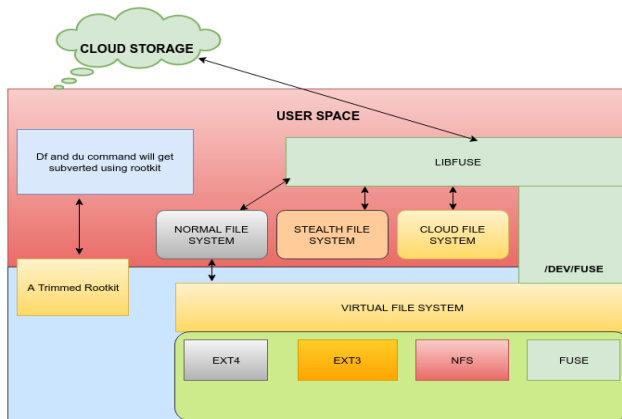 CLOUD STORAGE
USER SPACE
Df and du command will get
subverted using rootkit
LIBFUSE
NORMAL FILE
SYSTEM
STEALTH FILE
SYSTEM
CLOUD FILE
SYSTEM
/DEV/FUSE
A Trimmed Rootkit
VIRTUAL FILE SYSTEM
EXT4
EXT3
NFS
FUSE